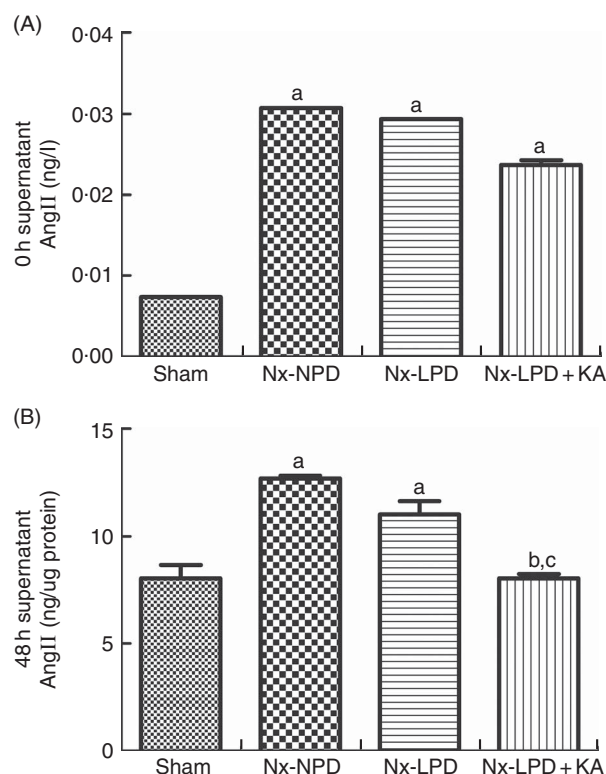 (A)
0·04
0·03
0·02
0·01
0·00
0 h supernatant
AngII (ng/l)
a
a
a
Sham
Nx-NPD
Nx-LPD
Nx-LPD + KA
(B)
15
10
5
0
48 h supernatant
AngII (ng/ug protein)
a
a
b,c
Sham
Nx-NPD
Nx-LPD
Nx-LPD + KA